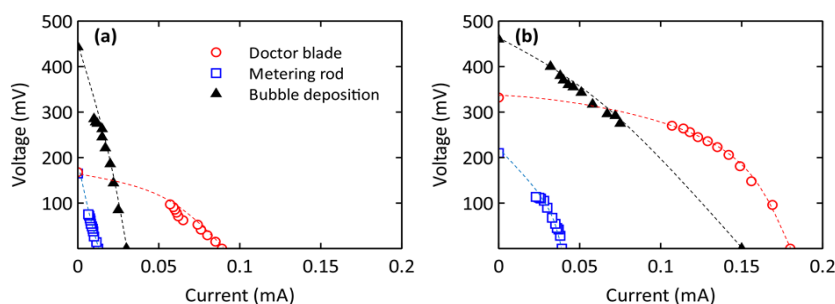 (a)
Doctor blade
Metering rod
Bubble deposition
Voltage (mV)
500
400
300
200
100
0
0.05
0.1
0.15
0.2
Current (mA)
(b)
Voltage (mV)
500
400
300
200
100
0
0.05
0.1
0.15
0.2
Current (mA)